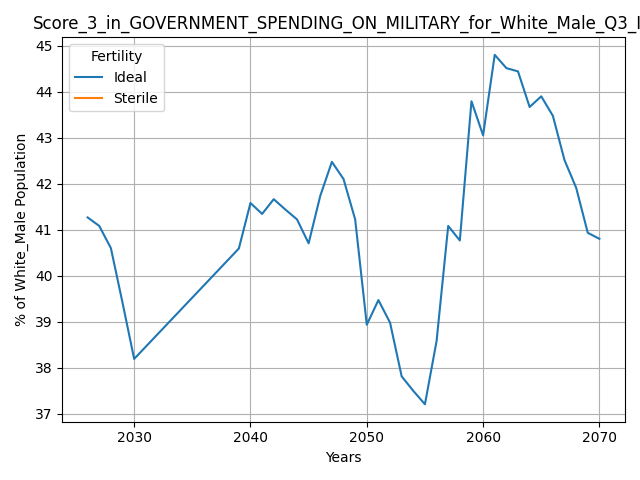 Score_3_in_GOVERNMENT_SPENDING_ON_MILITARY_for_White_Male_Q3_I
45
44
43
42
41
40
39
38
37
% of White_Male Population
Fertility
Ideal
Sterile
2030 2040 2050 2060 2070
Years